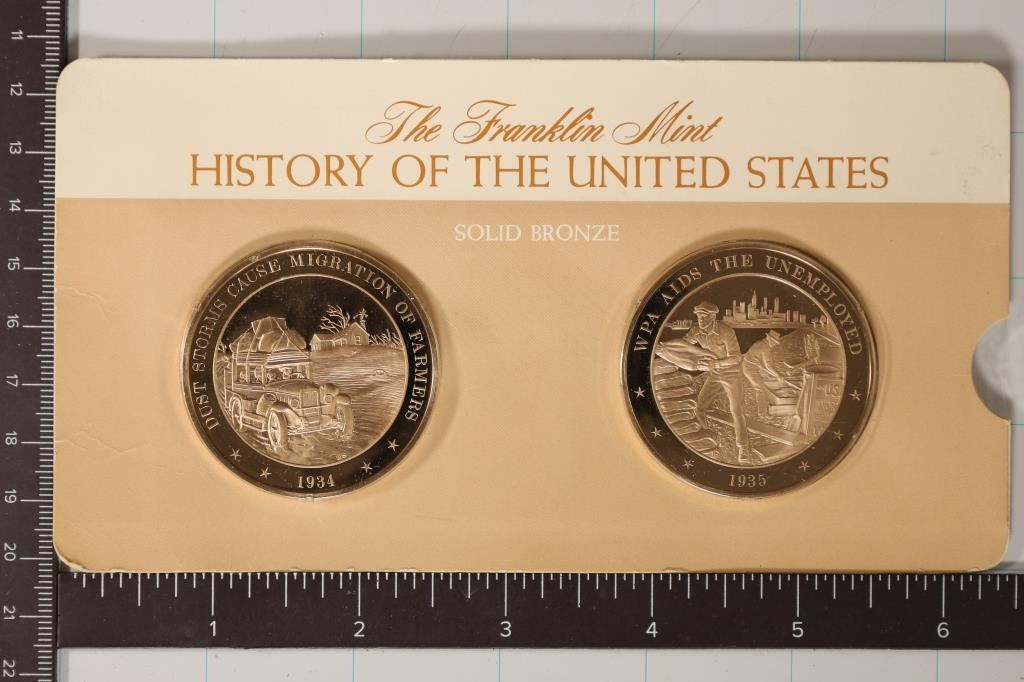 The Franklin Mint
HISTORY OF THE UNITED STATES
SOLID BRONZE
DUST STORMS CAUSE MIGRATION OF FARMERS
1934
WPA AIDS THE UNEMPLOYED
US
1935
11
12
13
14
15
16
17
18
19
20
21
22
1 2 3 4 5 6